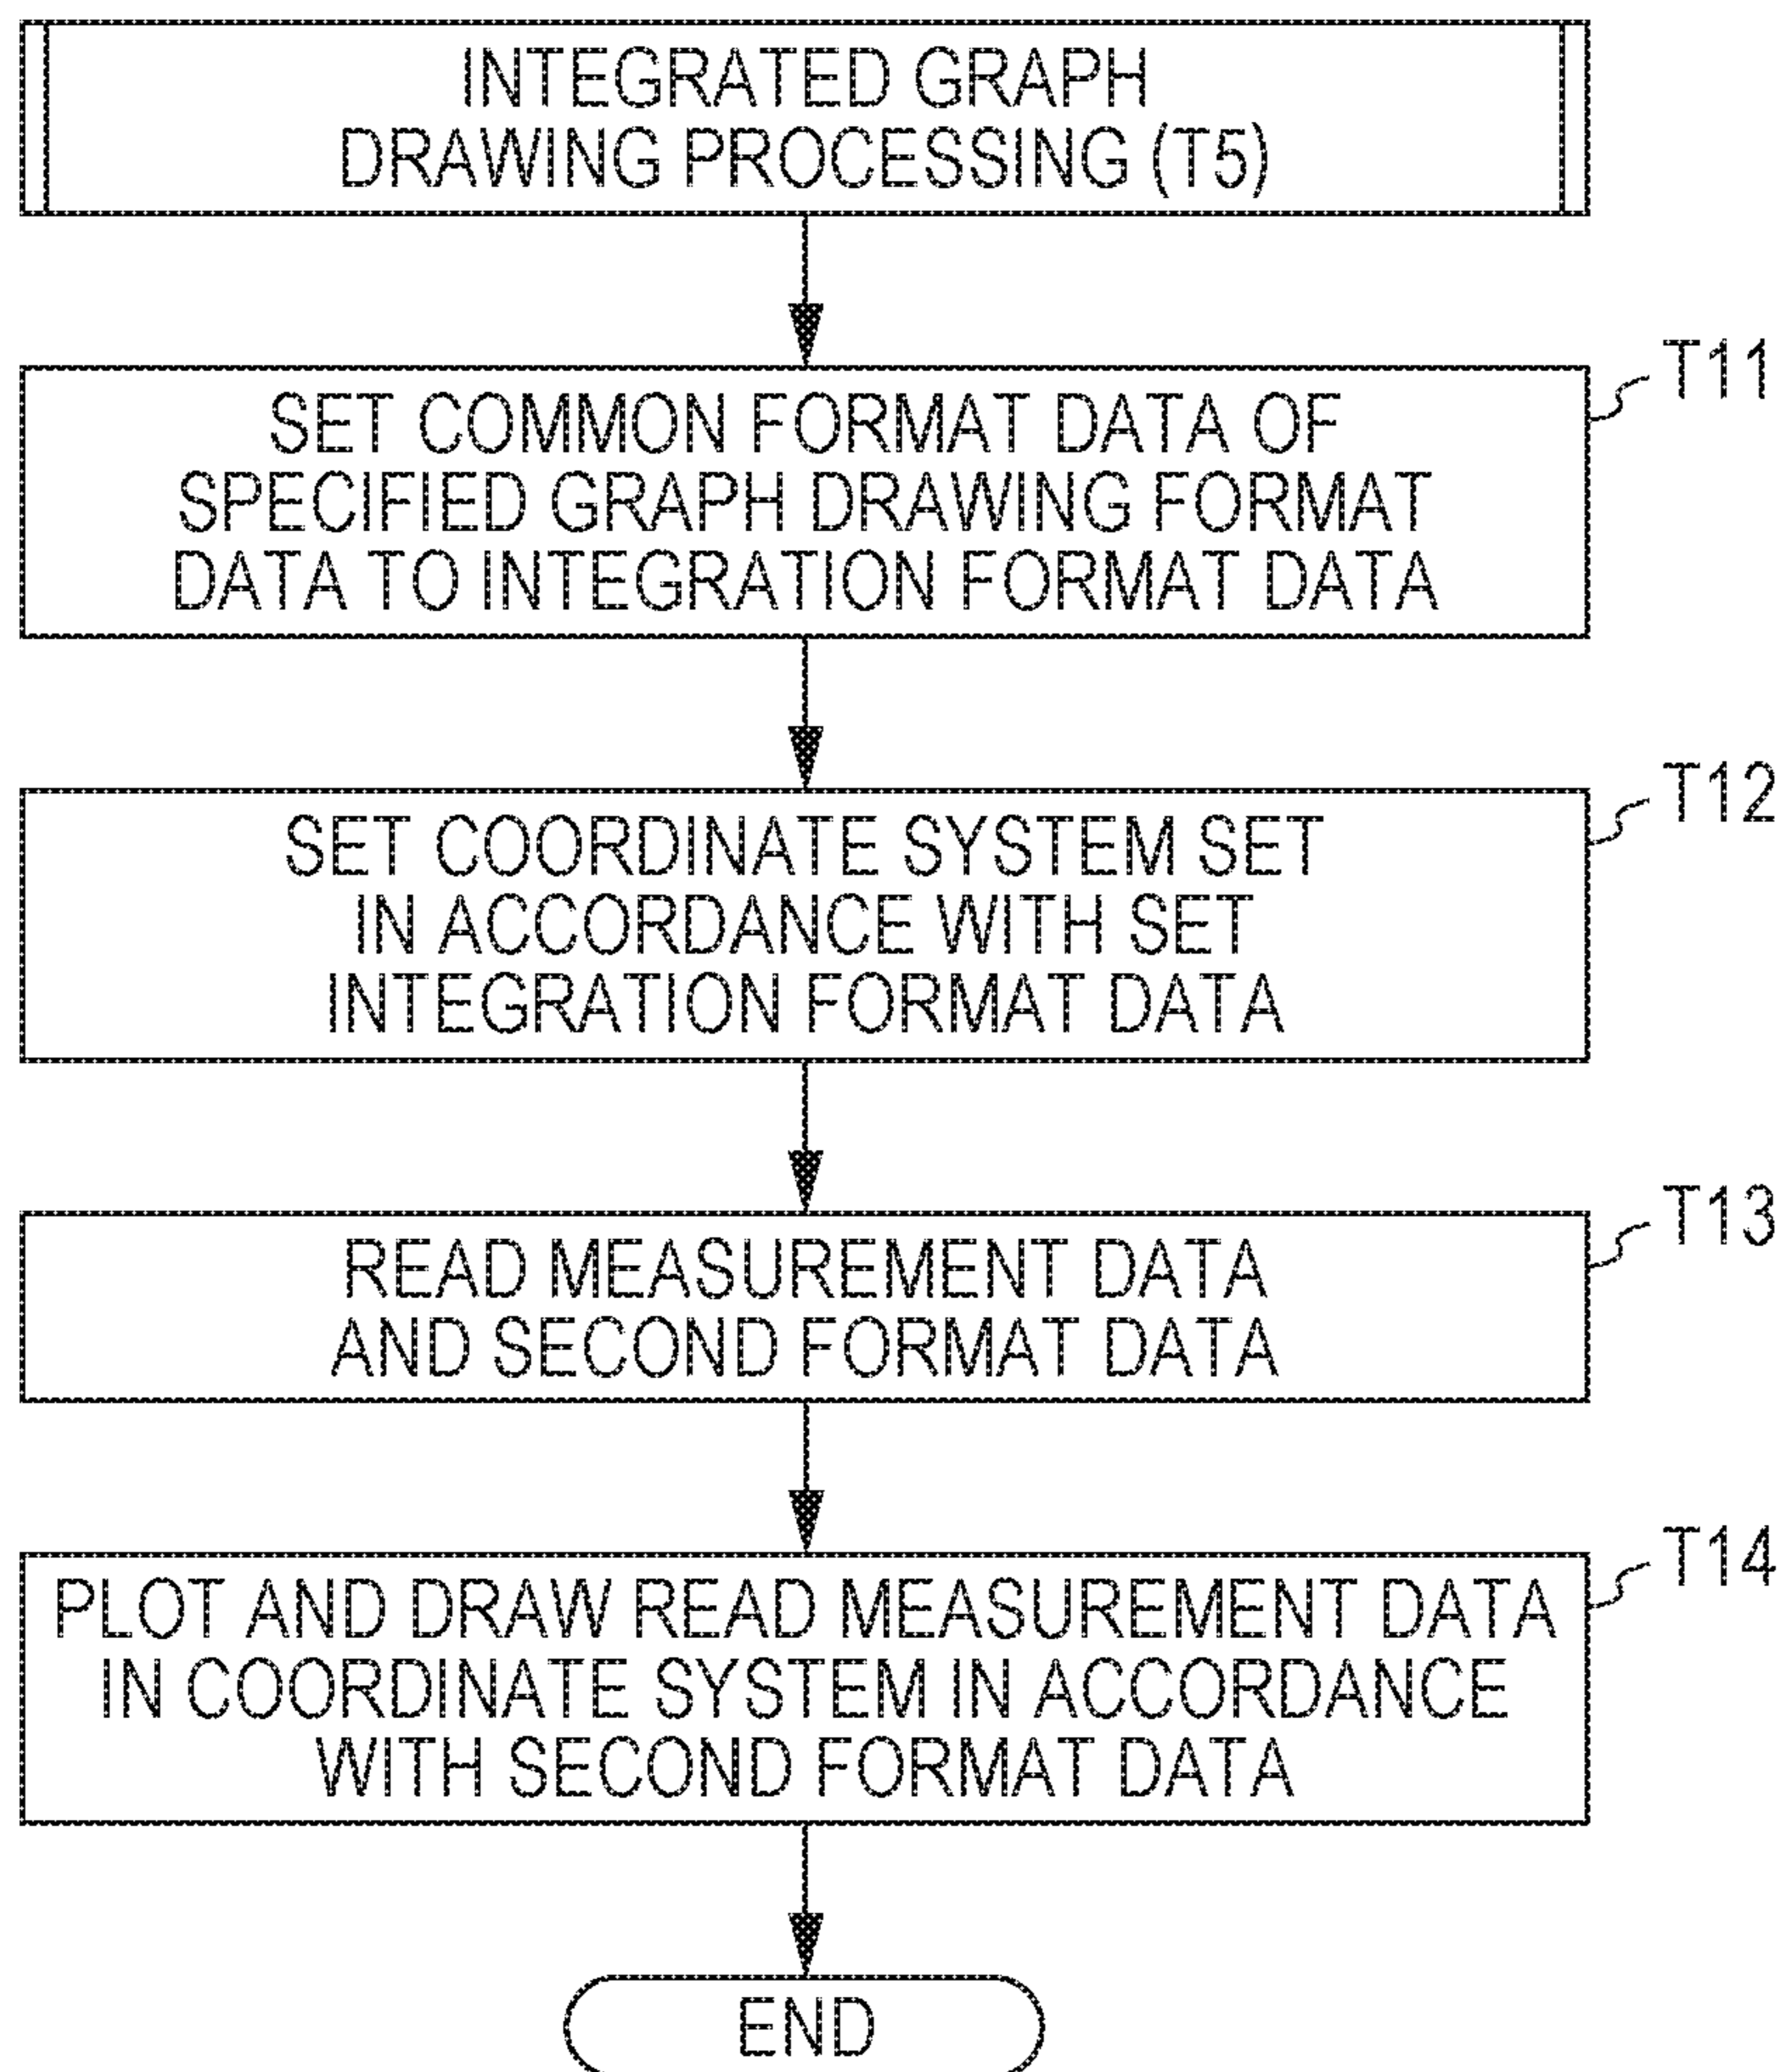 INTEGRATED GRAPH
DRAWING PROCESSING (T5)
T11
SET COMMON FORMAT DATA OF
SPECIFIED GRAPH DRAWING FORMAT
DATA TO INTEGRATION FORMAT DATA
T12
SET COORDINATE SYSTEM SET
IN ACCORDANCE WITH SET
INTEGRATION FORMAT DATA
T13
READ MEASUREMENT DATA
AND SECOND FORMAT DATA
T14
PLOT AND DRAW READ MEASUREMENT DATA
IN COORDINATE SYSTEM IN ACCORDANCE
WITH SECOND FORMAT DATA
END